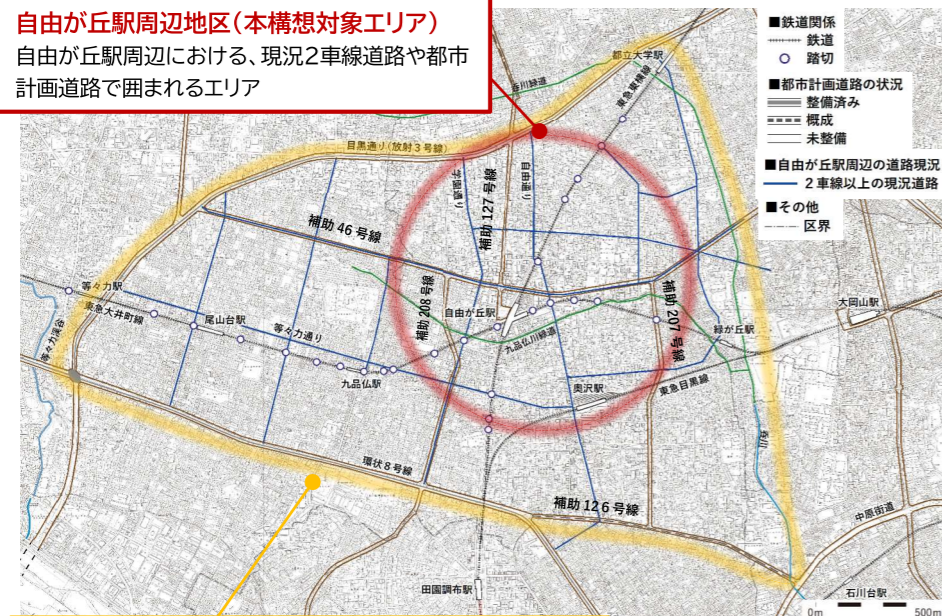 自由が丘駅周辺地区(本構想対象エリア)
自由が丘駅周辺における、現況2車線道路や都市
計画道路で囲まれるエリア
■鉄道関係
鉄道
踏切
■都市計画道路の状況
整備済み
概成
未整備
■自由が丘駅周辺の道路現況
2車線以上の現況道路
■その他
区界
都立大学駅
呑川緑道
東急東横線
目黒通り(放射3号線)
学園通り
補助127号線
自由通り
補助46号線
等々力駅
東急大井町線
尾山台駅
等々力通り
補助208号線
自由が丘駅
九品仏川緑道
補助207号線
大岡山駅
緑が丘駅
等々力渓谷
九品仏駅
奥沢駅
東急目黒線
呑川
環状8号線
補助126号線
中原街道
田園調布駅
石川台駅
0m
500m